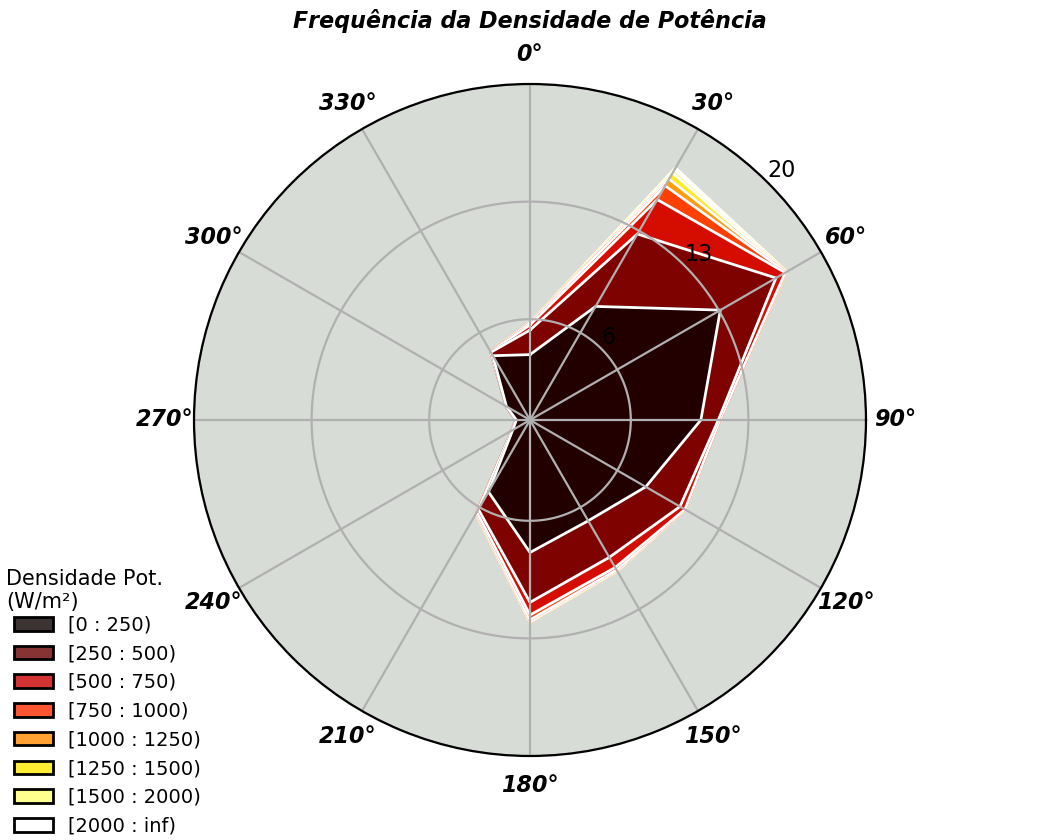 Frequência da Densidade de Potência
0°
330°
30°
20
300°
60°
13
6
270°
90°
240°
120°
210°
150°
180°
Densidade Pot.
(W/m²)
[0 : 250)
[250 : 500)
[500 : 750)
[750 : 1000)
[1000 : 1250)
[1250 : 1500)
[1500 : 2000)
[2000 : inf)